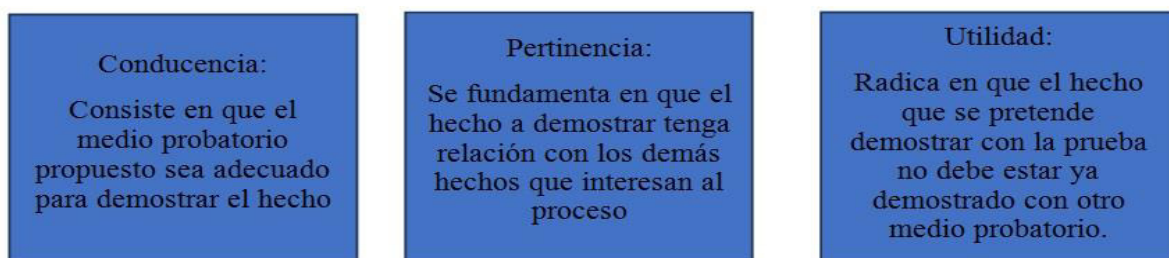 Conducencia:
Consiste en que el
medio probatorio
propuesto sea adecuado
para demostrar el hecho
Pertinencia:
Se fundamenta en que el
hecho a demostrar tenga
relación con los demás
hechos que interesan al
proceso
Utilidad:
Radica en que el hecho
que se pretende
demostrar con la prueba
no debe estar ya
demostrado con otro
medio probatorio.